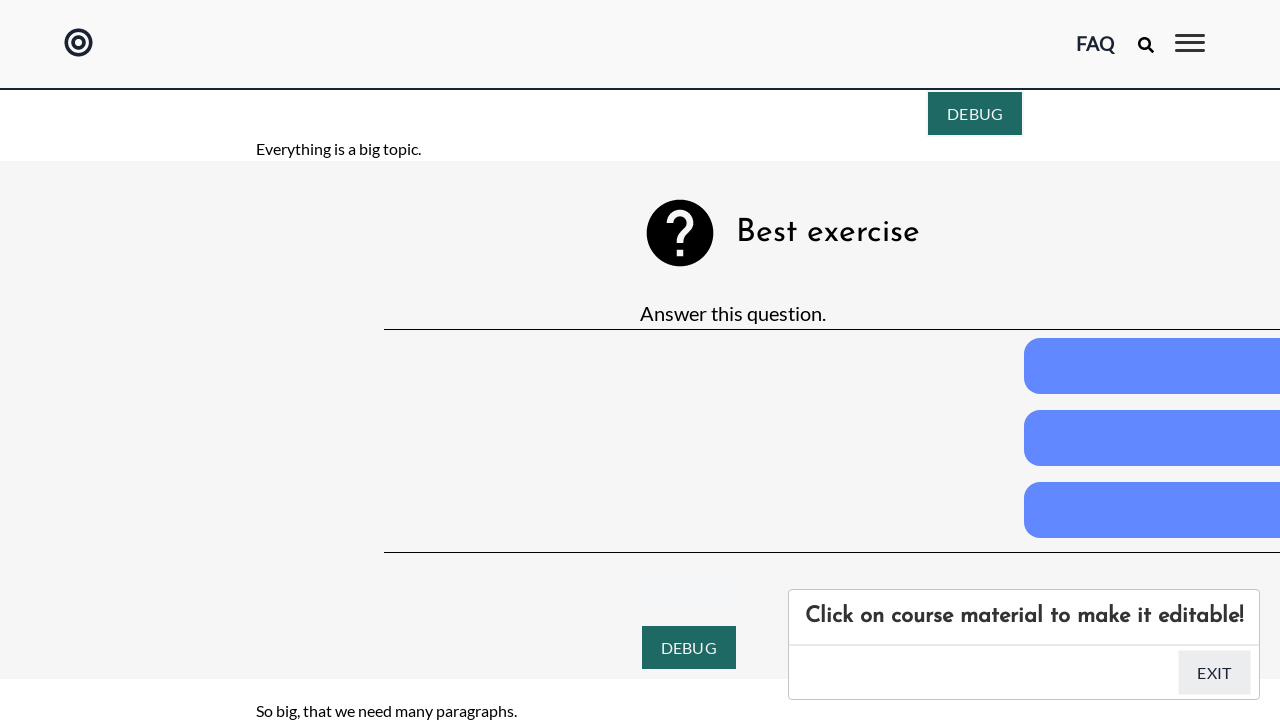 FAQ
DEBUG
Everything is a big topic.
Best exercise
Answer this question.
Click on course material to make it editable!
DEBUG
EXIT
So big, that we need many paragraphs.